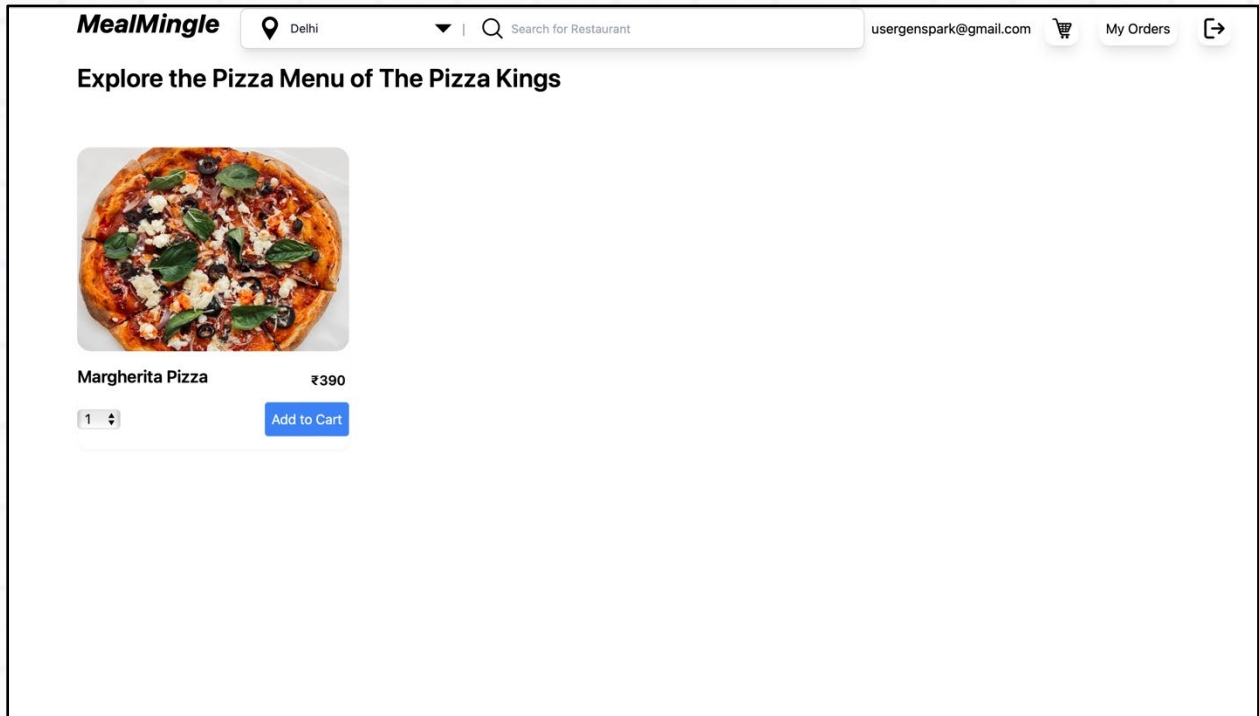 MealMingle
Delhi
Search for Restaurant
usergenspark@gmail.com
My Orders
Explore the Pizza Menu of The Pizza Kings
Margherita Pizza
₹390
1
Add to Cart